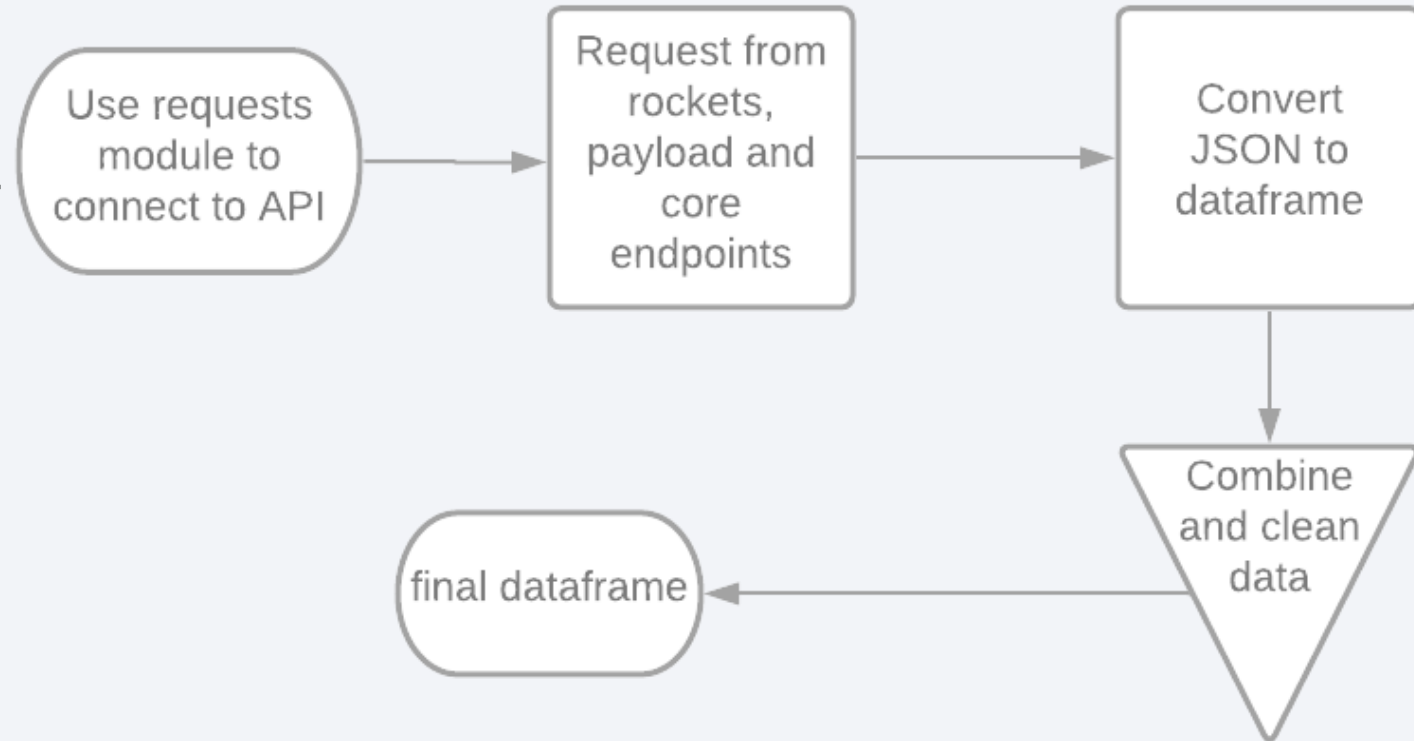 Use requests
module to
connect to API
Request from
rockets,
payload and
core
endpoints
Convert
JSON to
dataframe
Combine
and clean
data
final dataframe